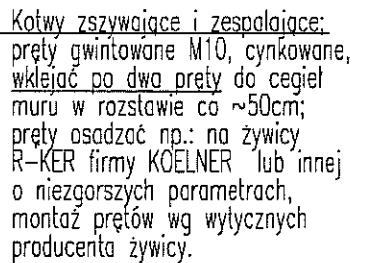 Kotwy zszywające i zespalające:
pręty gwintowane M10, cynkowane,
wklejać po dwa pręty do cegieł
muru w rozstawie co ~50cm;
pręty osadzać np.: na żywicy
R-KER firmy KOELNER lub innej
o niezgorszych parametrach,
montaż prętów wg wytycznych
producenta żywicy.